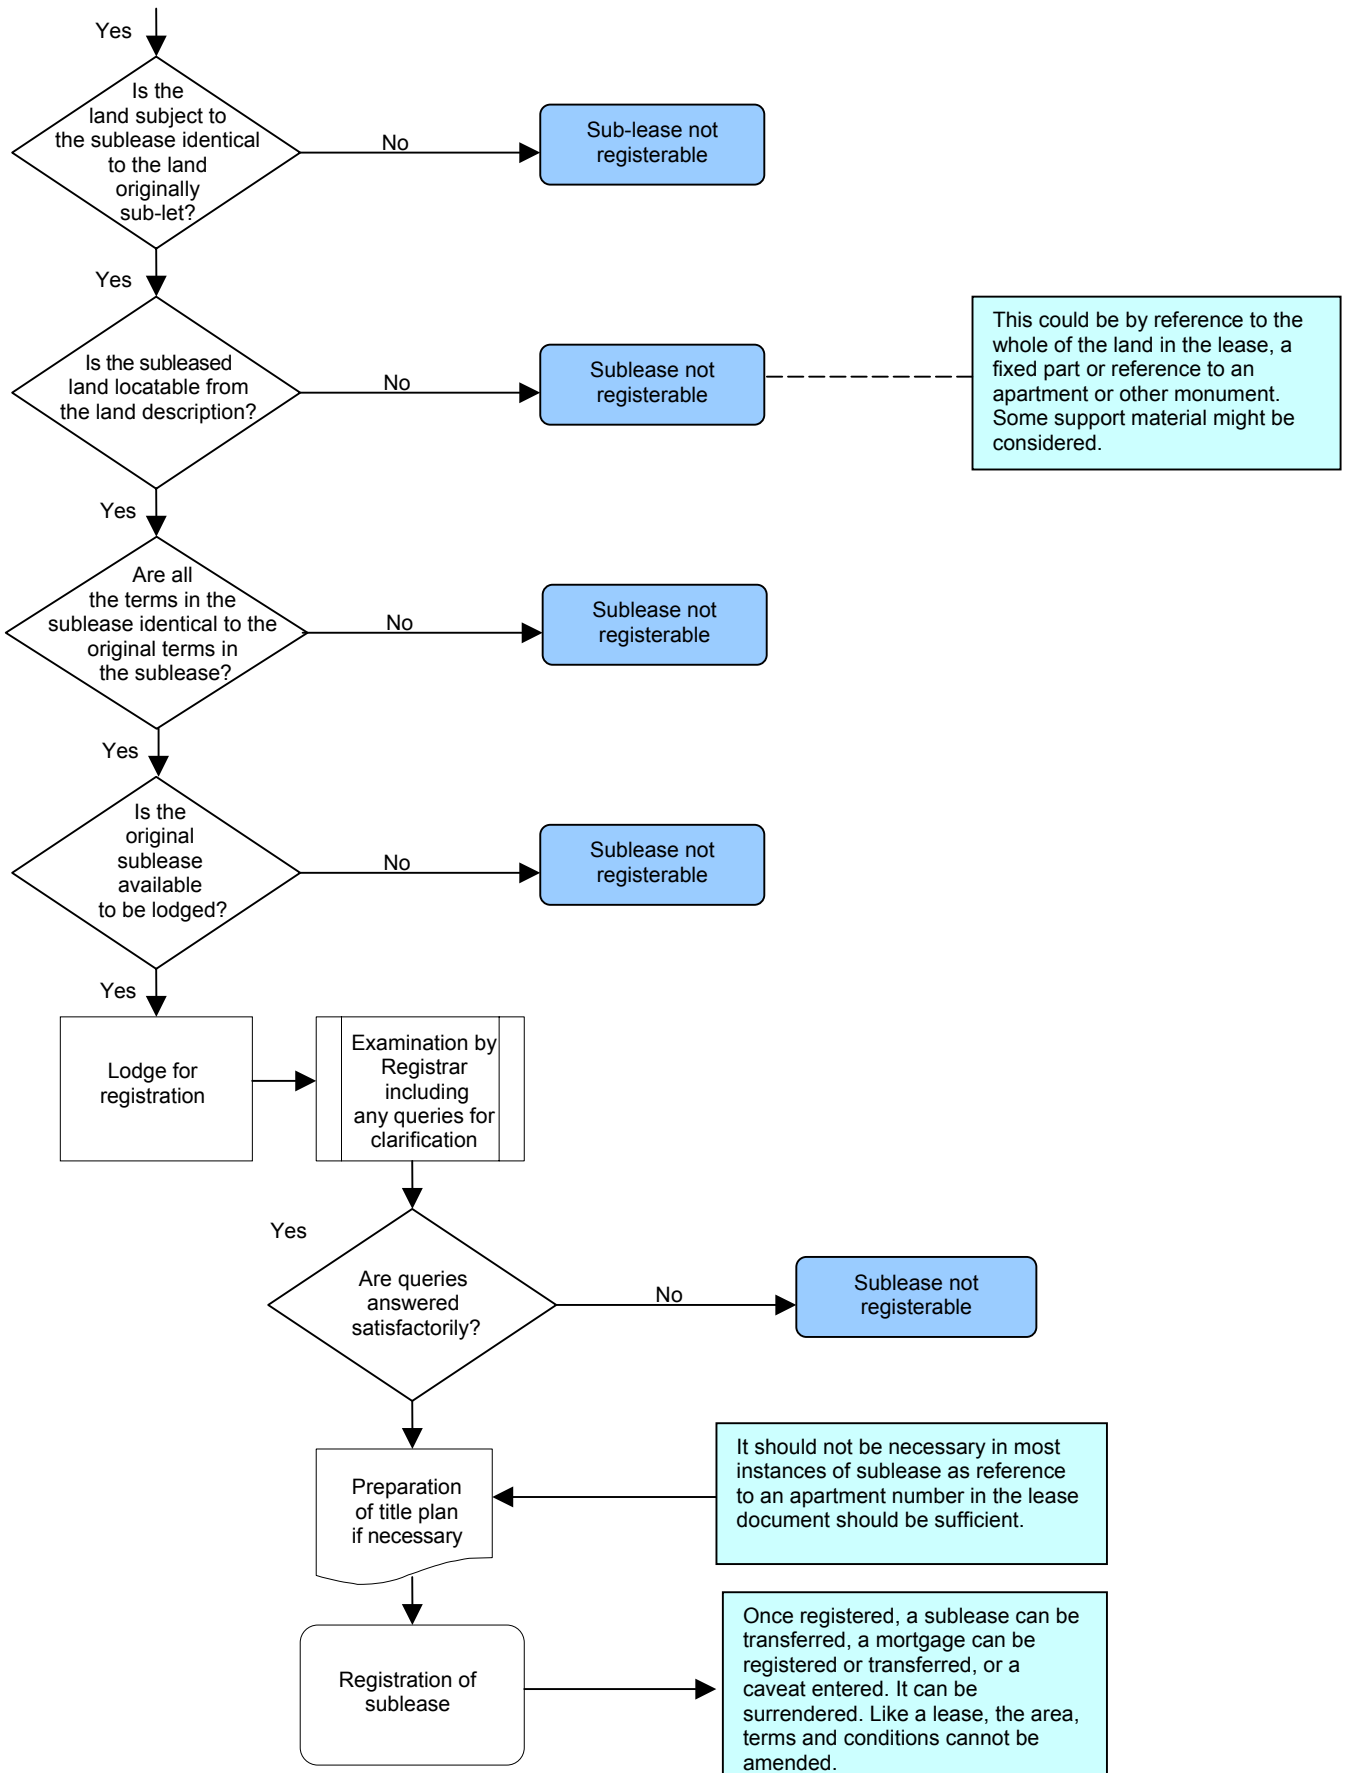 Yes
Is the
land subject to
the sublease identical
to the land
originally
sub-let?
No
Sub-lease not
registerable
Yes
Is the subleased
land locatable from
the land description?
No
Sublease not
registerable
This could be by reference to the
whole of the land in the lease, a
fixed part or reference to an
apartment or other monument.
Some support material might be
considered.
Yes
Are all
the terms in the
sublease identical to the
original terms in
the sublease?
No
Sublease not
registerable
Yes
Is the
original
sublease
available
to be lodged?
No
Sublease not
registerable
Yes
Lodge for
registration
Examination by
Registrar
including
any queries for
clarification
Yes
Are queries
answered
satisfactorily?
No
Sublease not
registerable
Preparation
of title plan
if necessary
It should not be necessary in most
instances of sublease as reference
to an apartment number in the lease
document should be sufficient.
Registration of
sublease
Once registered, a sublease can be
transferred, a mortgage can be
registered or transferred, or a
caveat entered. It can be
surrendered. Like a lease, the area,
terms and conditions cannot be
amended.